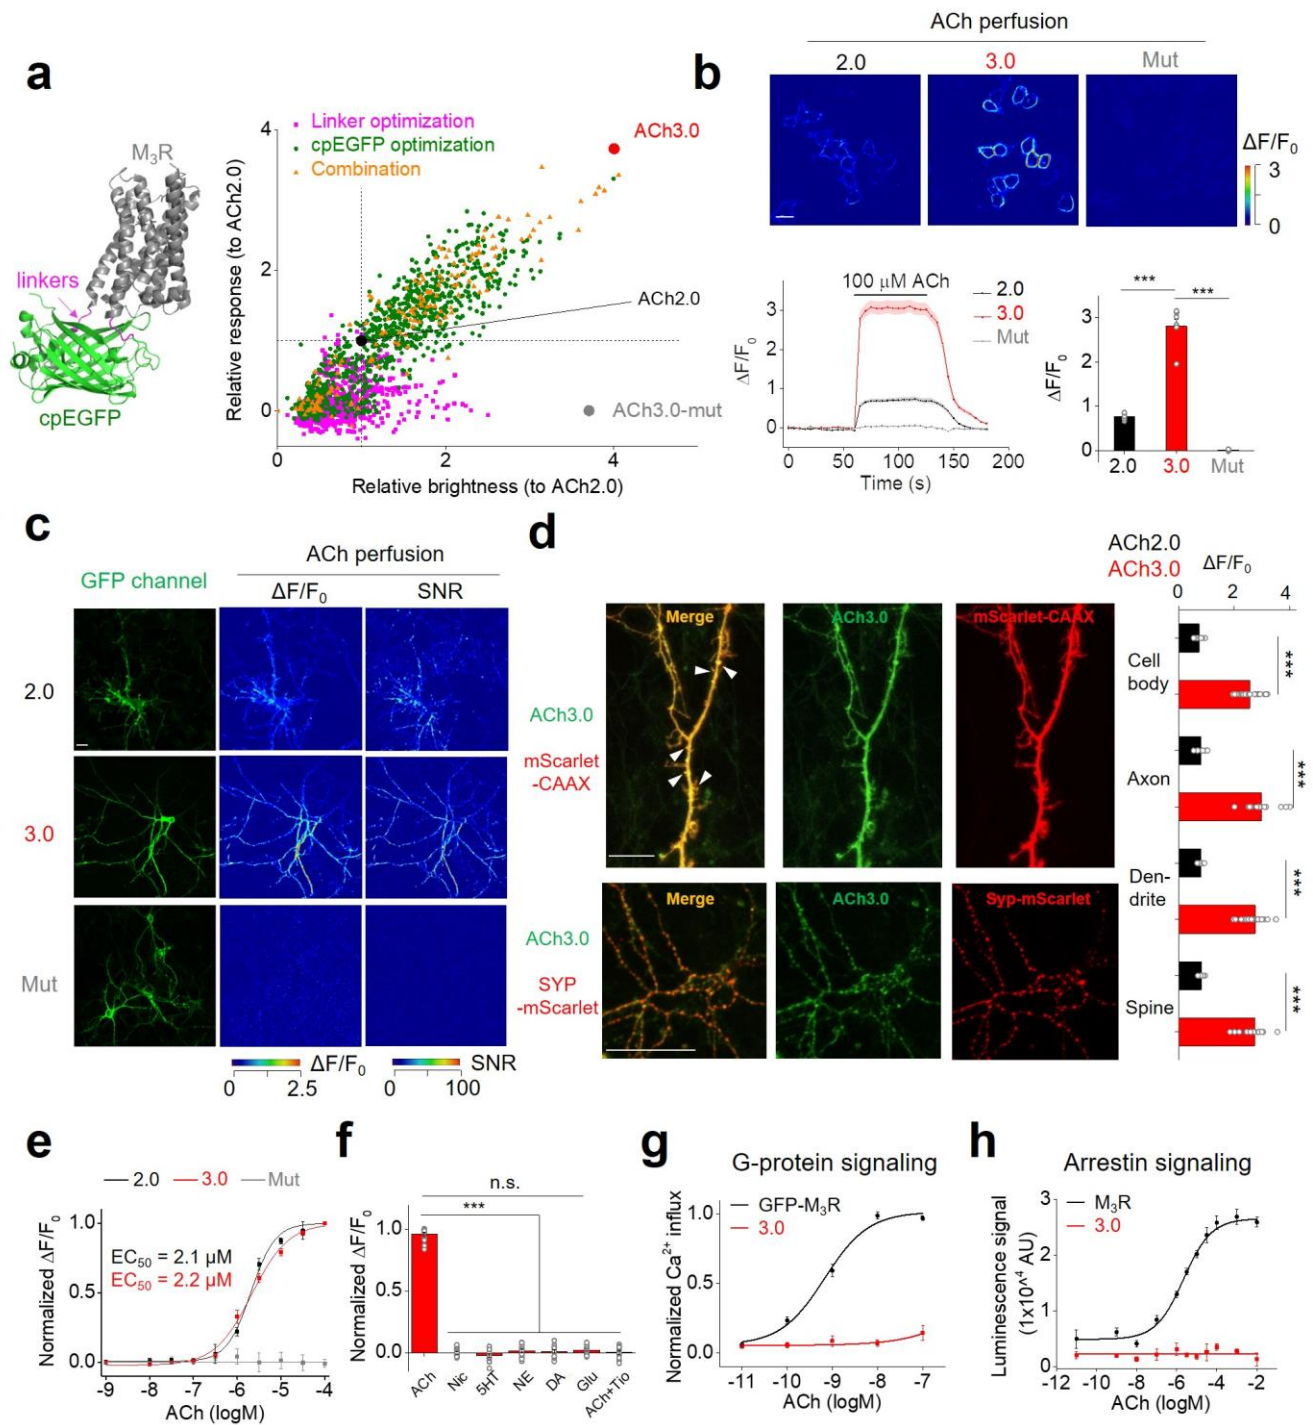 a
M₃R
linkers
cpEGFP
Linker optimization
cpEGFP optimization
Combination
ACh3.0
ACh2.0
ACh3.0-mut
Relative response (to ACh2.0)
4
2
0
0
2
4
Relative brightness (to ACh2.0)
b
ACh perfusion
2.0
3.0
Mut
ΔF/F₀
3
0
100 μM ACh
2.0
3.0
Mut
ΔF/F₀
3
2
1
0
0
50
100
150
200
Time (s)
***
***
ΔF/F₀
3
2
1
0
2.0
3.0
Mut
c
ACh perfusion
GFP channel
ΔF/F₀
SNR
2.0
3.0
Mut
ΔF/F₀
0
2.5
SNR
0
100
d
ACh3.0
mScarlet
-CAAX
Merge
ACh3.0
mScarlet-CAAX
ACh3.0
SYP
-mScarlet
Merge
ACh3.0
Syp-mScarlet
ACh2.0
ACh3.0
ΔF/F₀
0
2
4
Cell
body
***
Axon
***
Den-
drite
***
Spine
***
e
2.0
3.0
Mut
EC₅₀ = 2.1 μM
EC₅₀ = 2.2 μM
Normalized ΔF/F₀
1.0
0.5
0.0
-9
-8
-7
-6
-5
-4
ACh (logM)
f
n.s.
***
Normalized ΔF/F₀
1.0
0.5
0.0
ACh
Nic
5HT
NE
DA
Glu
ACh+Tio
g
G-protein signaling
GFP-M₃R
3.0
Normalized Ca²⁺ influx
1.0
0.5
0.0
-11
-10
-9
-8
-7
ACh (logM)
h
Arrestin signaling
M₃R
3.0
Luminescence signal
(1x10^⁴ AU)
3
2
1
0
-12
-10
-8
-6
-4
-2
ACh (logM)